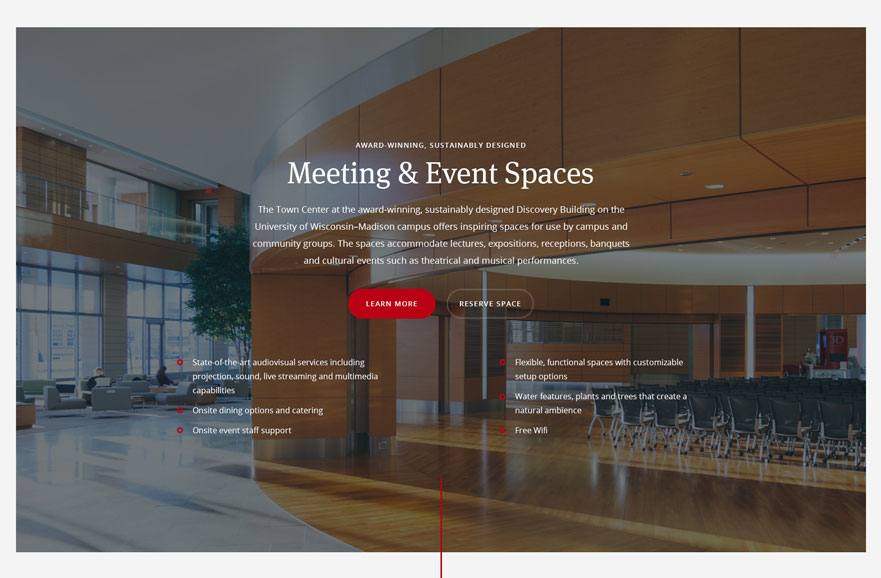 AWARD-WINNING, SUSTAINABLY DESIGNED
Meeting & Event Spaces
The Town Center at the award-winning, sustainably designed Discovery Building on the
University of Wisconsin–Madison campus offers inspiring spaces for use by campus and
community groups. The spaces accommodate lectures, expositions, receptions, banquets
and cultural events such as theatrical and musical performances.
LEARN MORE
RESERVE SPACE
State-of-the-art audiovisual services including
projection, sound, live streaming and multimedia
capabilities
Onsite dining options and catering
Onsite event staff support
Flexible, functional spaces with customizable
setup options
Water features, plants and trees that create a
natural ambience
Free Wifi
3D